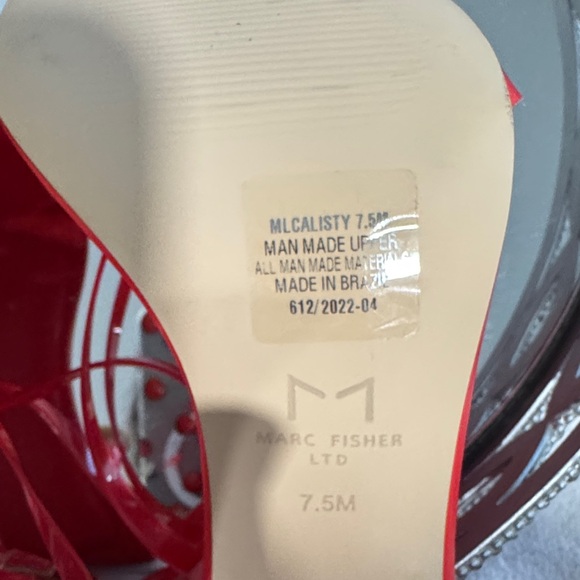 MLCALISTY 7.5M
MAN MADE UPPER
ALL MAN MADE MATERIALS
MADE IN BRAZIL
612/2022-04
MARC FISHER
LTD
7.5M